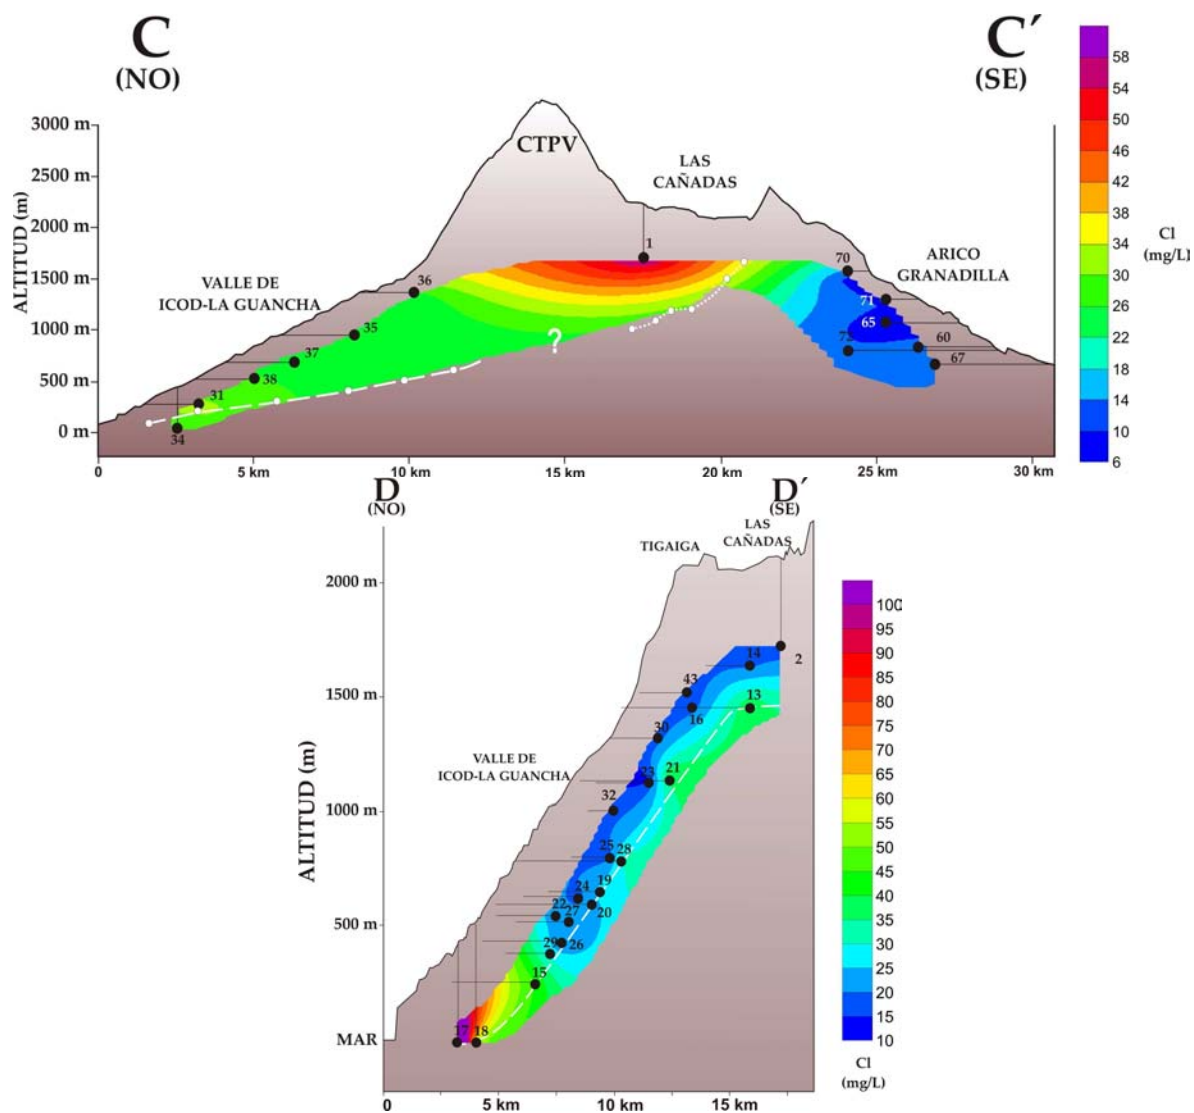 C
(NO)
C´
(SE)
3000 m
2500 m
2000 m
1500 m
1000 m
500 m
0 m
ALTITUD (m)
CTPV
LAS
CAÑADAS
VALLE DE
ICOD-LA GUANCHA
ARICO
GRANADILLA
1
70
36
71
35
65
60
37
72
67
38
31
34
?
0
5 km
10 km
15 km
20 km
25 km
30 km
58
54
50
46
42
38
34
30
26
22
18
14
10
6
Cl
(mg/L)
D
(NO)
D´
(SE)
TIGAIGA
LAS
CAÑADAS
2000 m
1500 m
1000 m
500 m
MAR
ALTITUD (m)
VALLE DE
ICOD-LA GUANCHA
14
2
43
13
16
30
23
21
32
25
28
24
19
22
27
20
29
26
15
17
18
0
5 km
10 km
15 km
100
95
90
85
80
75
70
65
60
55
50
45
40
35
30
25
20
15
10
Cl
(mg/L)